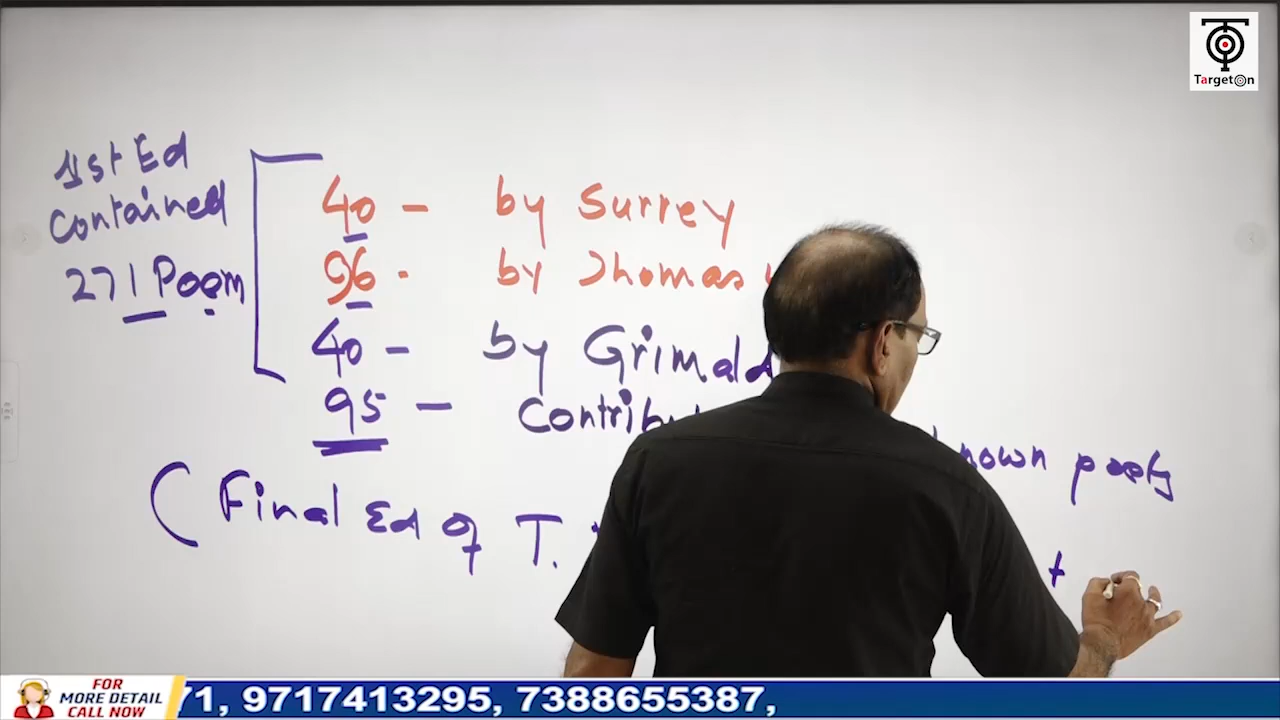 TargetOn
1st Ed
Contained
271 Poem
40 - by Surrey
96 - by Thomas
40 - by Grimald
95 - Contrib
poets
( Final Ed of T.
+
FOR
MORE DETAIL
CALL NOW
71, 9717413295, 7388655387,